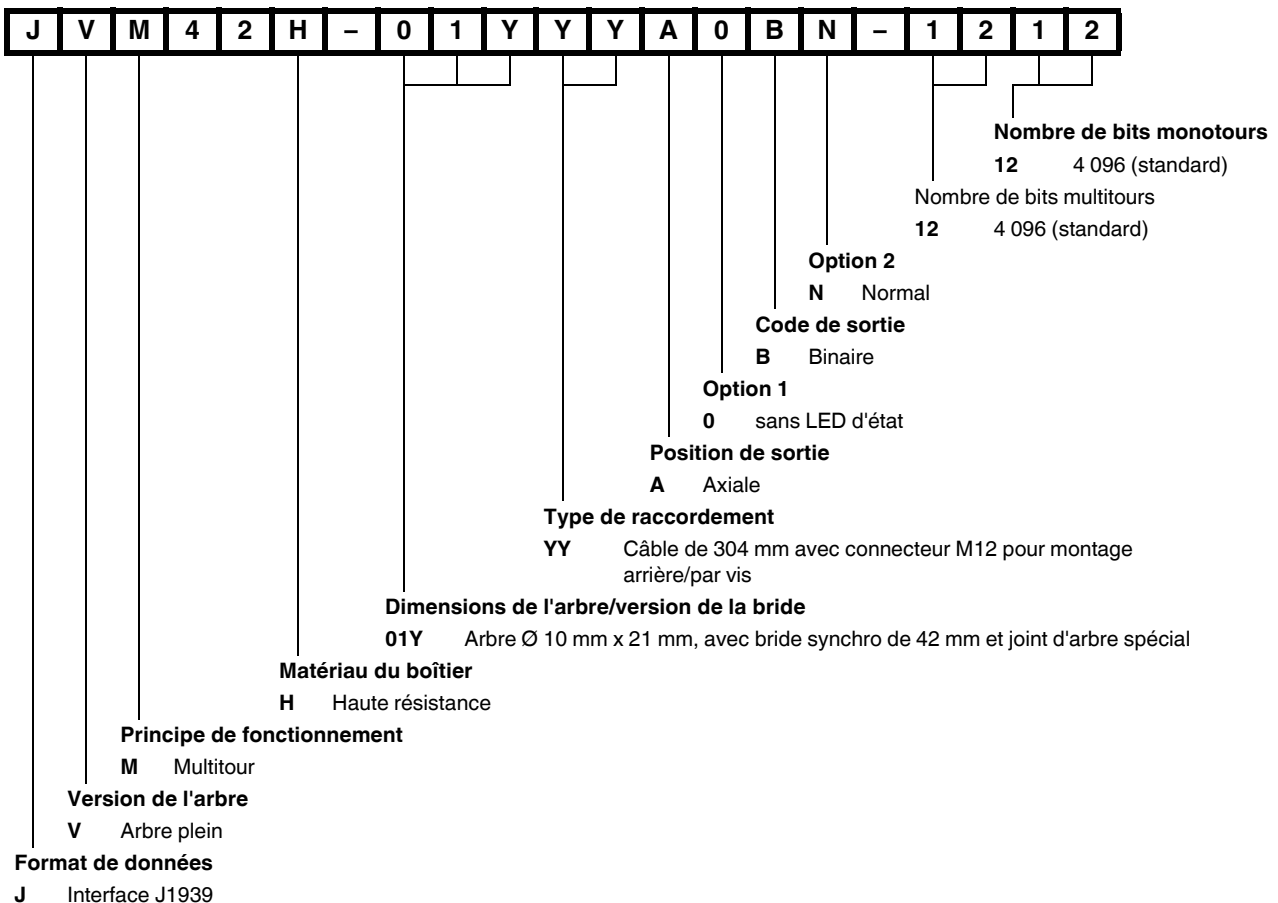 J V M 4 2 H – 0 1 Y Y Y A 0 B N – 1 2 1 2
Nombre de bits monotours
12 4 096 (standard)
Nombre de bits multitours
12 4 096 (standard)
Option 2
N Normal
Code de sortie
B Binaire
Option 1
0 sans LED d'état
Position de sortie
A Axiale
Type de raccordement
YY Câble de 304 mm avec connecteur M12 pour montage
arrière/par vis
Dimensions de l'arbre/version de la bride
01Y Arbre Ø 10 mm x 21 mm, avec bride synchro de 42 mm et joint d'arbre spécial
Matériau du boîtier
H Haute résistance
Principe de fonctionnement
M Multitour
Version de l'arbre
V Arbre plein
Format de données
J Interface J1939